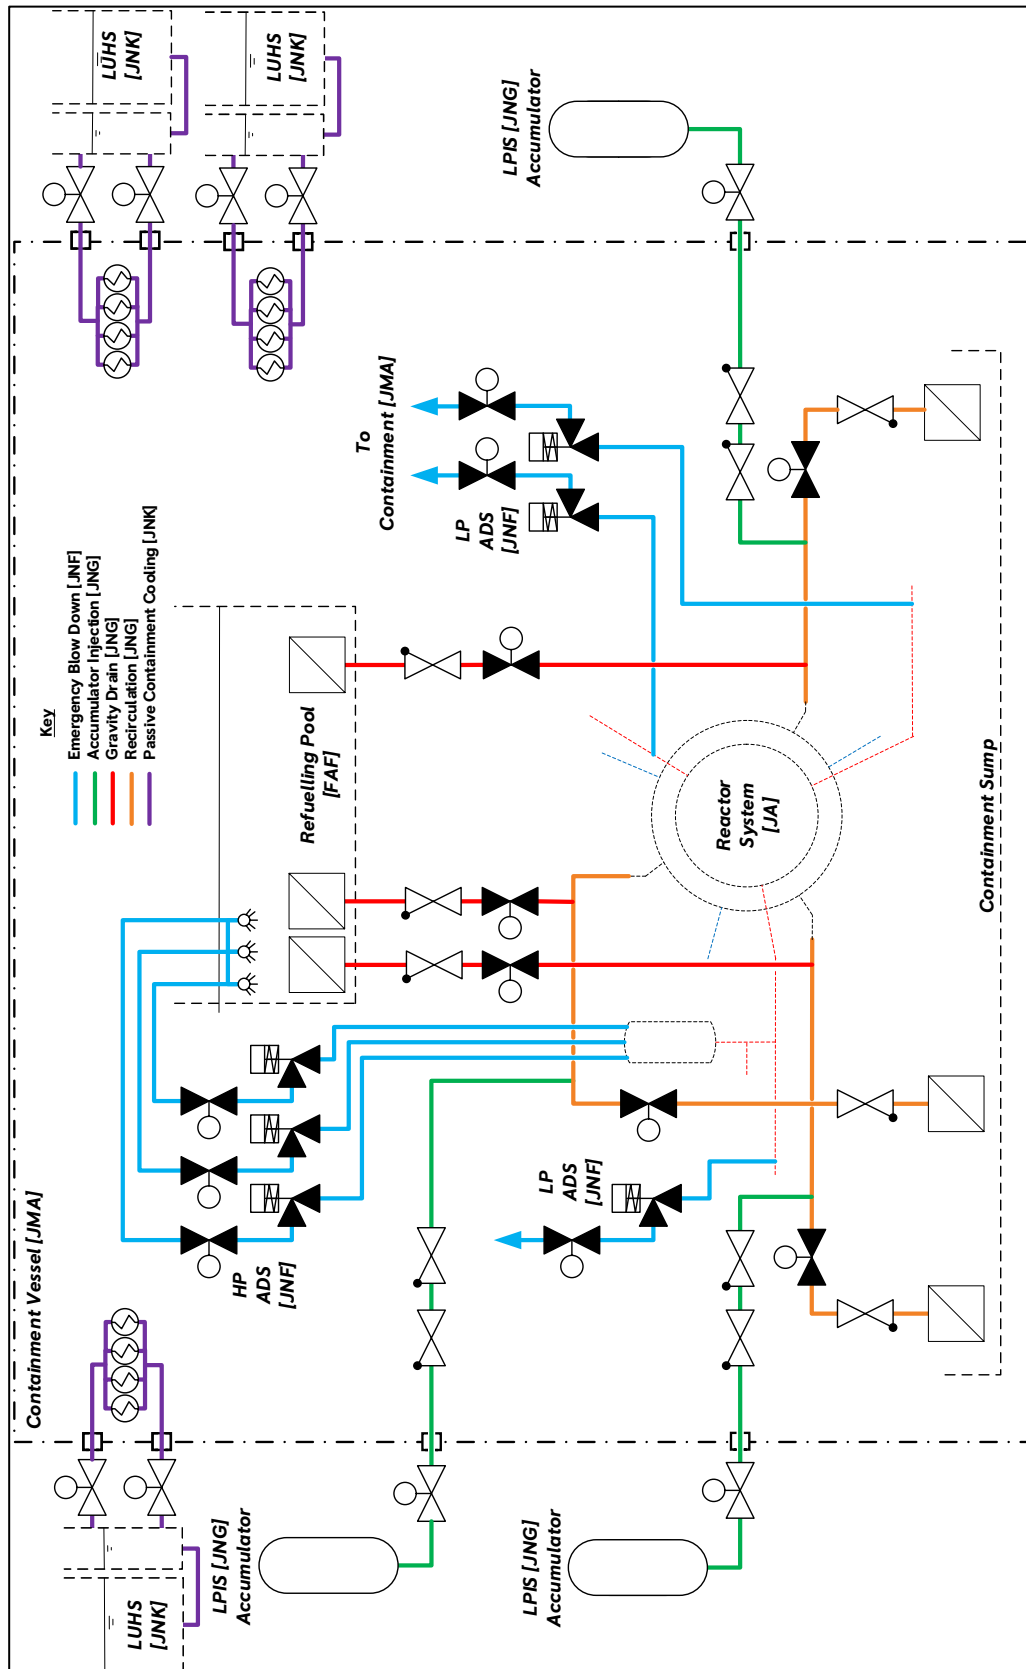 LUHS
[JNK]
LUHS
[JNK]
LPIS [JNG]
Accumulator
To
Containment [JMA]
LP
ADS
[JNF]
Key
Emergency Blow Down [JNF]
Accumulator Injection [JNG]
Gravity Drain [JNG]
Recirculation [JNG]
Passive Containment Cooling [JNK]
Refuelling Pool
[FAF]
Reactor
System
[JA]
Containment Sump
Containment Vessel [JMA]
HP
ADS
[JNF]
LP
ADS
[JNF]
LUHS
[JNK]
LPIS [JNG]
Accumulator
LPIS [JNG]
Accumulator